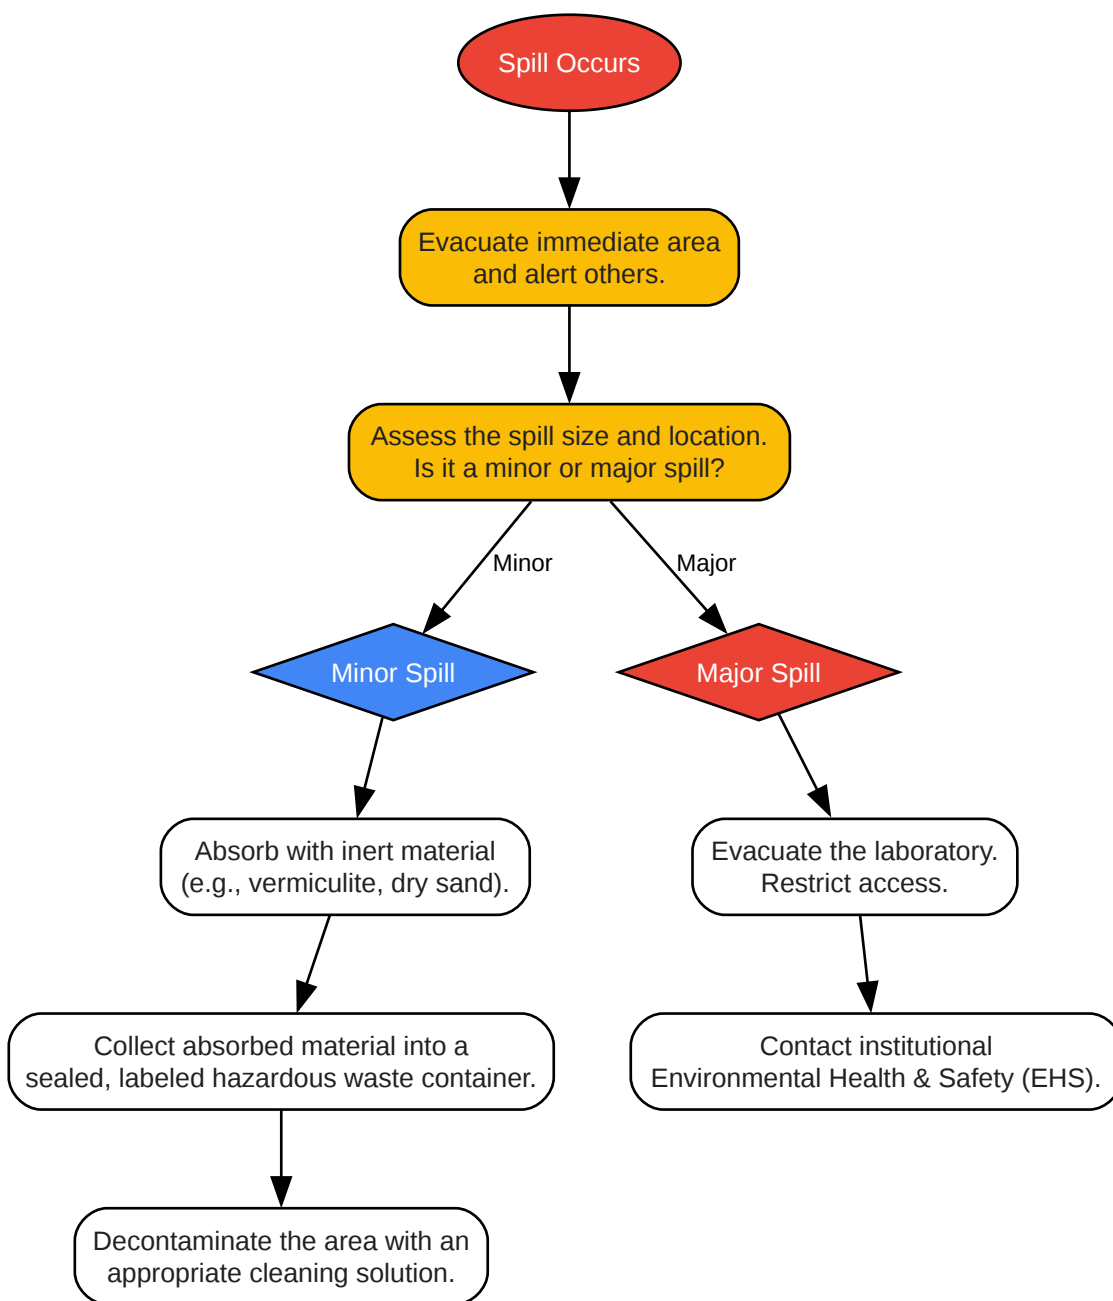 Spill Occurs
Evacuate immediate area
and alert others.
Assess the spill size and location.
Is it a minor or major spill?
Minor
Major
Minor Spill
Major Spill
Absorb with inert material
(e.g., vermiculite, dry sand).
Evacuate the laboratory.
Restrict access.
Collect absorbed material into a
sealed, labeled hazardous waste container.
Contact institutional
Environmental Health & Safety (EHS).
Decontaminate the area with an
appropriate cleaning solution.